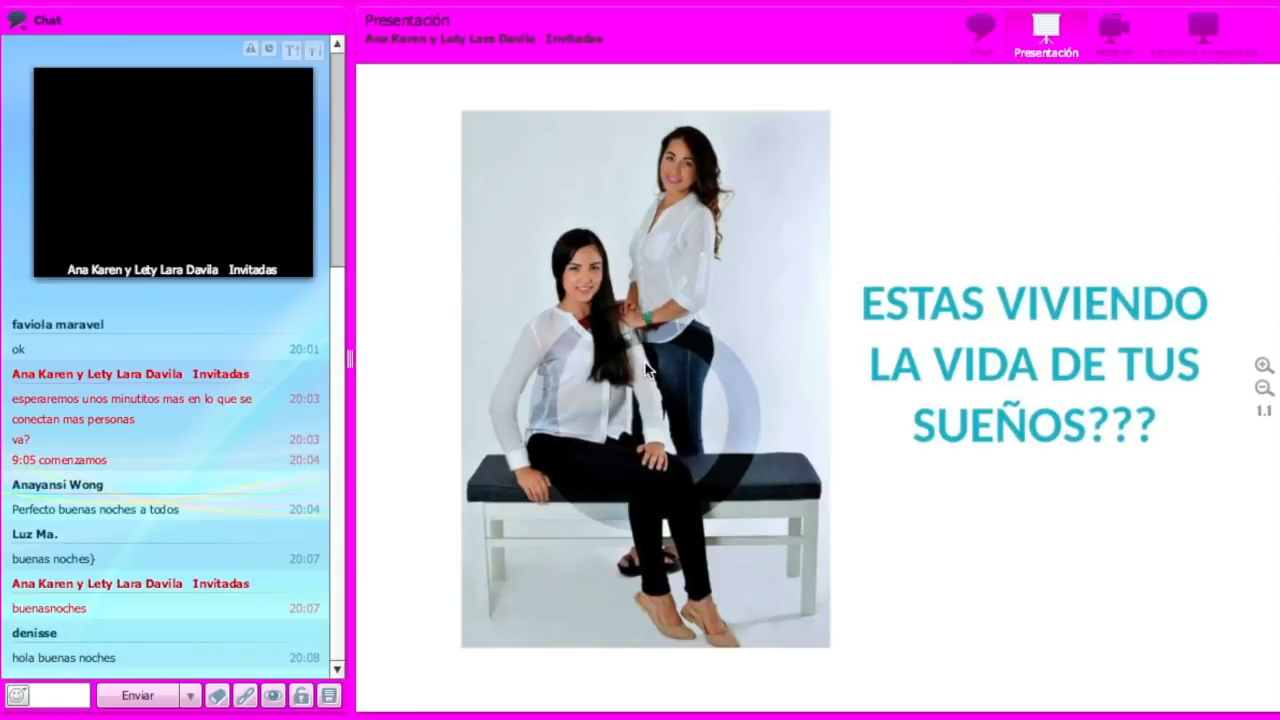 Chat
Ana Karen y Lety Lara Davila Invitadas
faviola maravel
ok 20:01
Ana Karen y Lety Lara Davila Invitadas
esperaremos unos minutitos mas en lo que se 20:03
conectan mas personas
va? 20:03
9:05 comenzamos 20:04
Anayansi Wong
Perfecto buenas noches a todos 20:04
Luz Ma.
buenas noches} 20:07
Ana Karen y Lety Lara Davila Invitadas
buenasnoches 20:07
denisse
hola buenas noches 20:08
Enviar
Presentación
Ana Karen y Lety Lara Davila Invitadas
Chat
Presentación
ESTAS VIVIENDO
LA VIDA DE TUS
SUEÑOS???
1.1